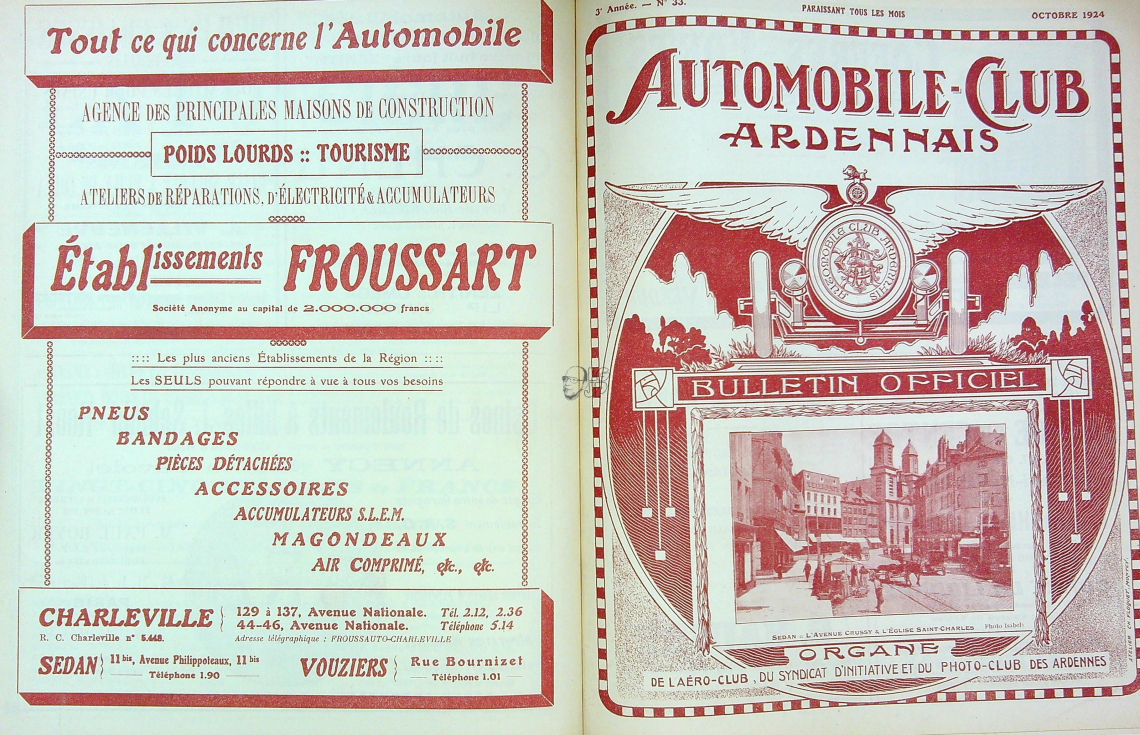 Tout ce qui concerne l'Automobile
AGENCE DES PRINCIPALES MAISONS DE CONSTRUCTION
POIDS LOURDS :: TOURISME
ATELIERS DE RÉPARATIONS, D'ÉLECTRICITÉ & ACCUMULATEURS
Établissements FROUSSART
Société Anonyme au capital de 2.000.000 francs
:::: Les plus anciens Établissements de la Région ::::
Les SEULS pouvant répondre à vue à tous vos besoins
PNEUS
BANDAGES
PIÈCES DÉTACHÉES
ACCESSOIRES
ACCUMULATEURS S.L.E.M.
MAGONDEAUX
AIR COMPRIMÉ, etc., etc.
CHARLEVILLE { 129 à 137, Avenue Nationale. Tél. 2.12, 2.36
44-46, Avenue Nationale. Téléphone 5.14
R. C. Charleville n° 5.448. Adresse télégraphique : FROUSSAUTO-CHARLEVILLE
SEDAN } 11 bis, Avenue Philippoteaux, 11 bis
Téléphone 1.90
VOUZIERS } Rue Bournizet
Téléphone 1.01
3e Année. — N° 33. PARAISSANT TOUS LES MOIS OCTOBRE 1924
AUTOMOBILE-CLUB
ARDENNAIS
AUTOMOBILE CLUB ARDENNAIS
BULLETIN OFFICIEL
SEDAN :: L'AVENUE CRUSSY & L'ÉGLISE SAINT-CHARLES Photo Isabel
ORGANE
DE L'AÉRO-CLUB, DU SYNDICAT D'INITIATIVE ET DU PHOTO-CLUB DES ARDENNES